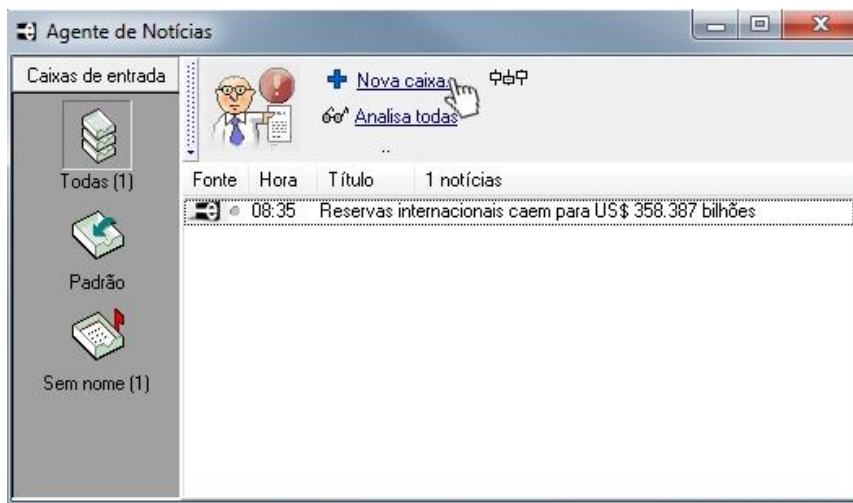 Agente de Notícias
Caixas de entrada
Todas (1)
Padrão
Sem nome (1)
Nova caixa..
Analisa todas
..
Fonte Hora Título 1 notícias
08:35 Reservas internacionais caem para US$ 358.387 bilhões